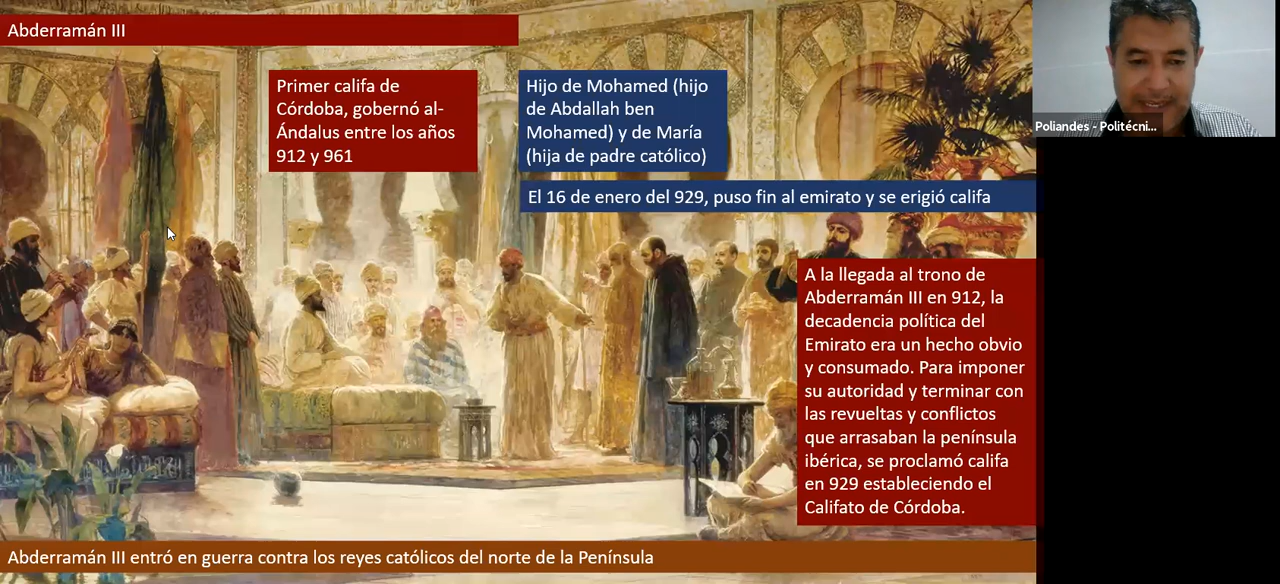 Abderramán III
Primer califa de
Córdoba, gobernó al-
Ándalus entre los años
912 y 961
Hijo de Mohamed (hijo
de Abdallah ben
Mohamed) y de María
(hija de padre católico)
El 16 de enero del 929, puso fin al emirato y se erigió califa
A la llegada al trono de
Abderramán III en 912, la
decadencia política del
Emirato era un hecho obvio
y consumado. Para imponer
su autoridad y terminar con
las revueltas y conflictos
que arrasaban la península
ibérica, se proclamó califa
en 929 estableciendo el
Califato de Córdoba.
Abderramán III entró en guerra contra los reyes católicos del norte de la Península
Poliandes - Politécni...